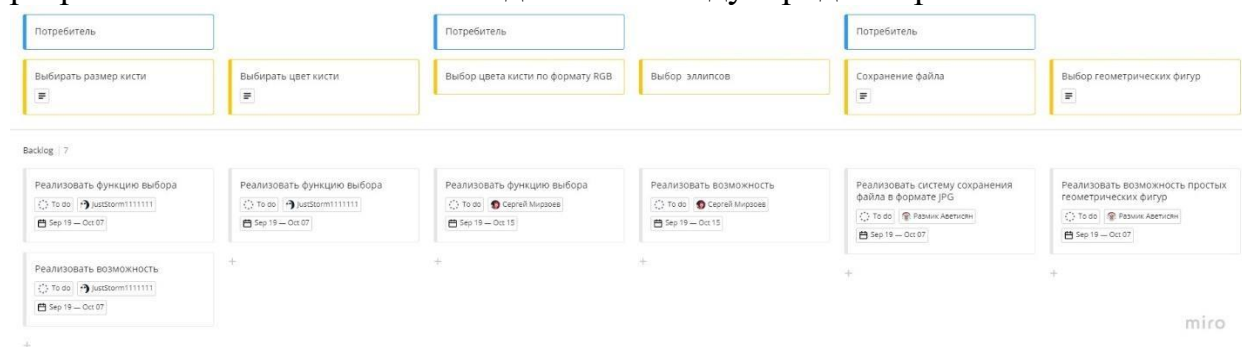 Потребитель
Потребитель
Потребитель
Выбирать размер кисти
Выбирать цвет кисти
Выбор цвета кисти по формату RGB
Выбор эллипсов
Сохранение файла
Выбор геометрических фигур
Backlog 7
Реализовать функцию выбора
To do JustStorm1111111
Sep 19 — Oct 07
Реализовать функцию выбора
To do JustStorm1111111
Sep 19 — Oct 07
Реализовать функцию выбора
To do Сергей Мирзоев
Sep 19 — Oct 15
Реализовать возможность
To do Сергей Мирзоев
Sep 19 — Oct 15
Реализовать систему сохранения
файла в формате JPG
To do Размик Аветисян
Sep 19 — Oct 07
Реализовать возможность простых
геометрических фигур
To do Размик Аветисян
Sep 19 — Oct 07
Реализовать возможность
To do JustStorm1111111
Sep 19 — Oct 07
miro